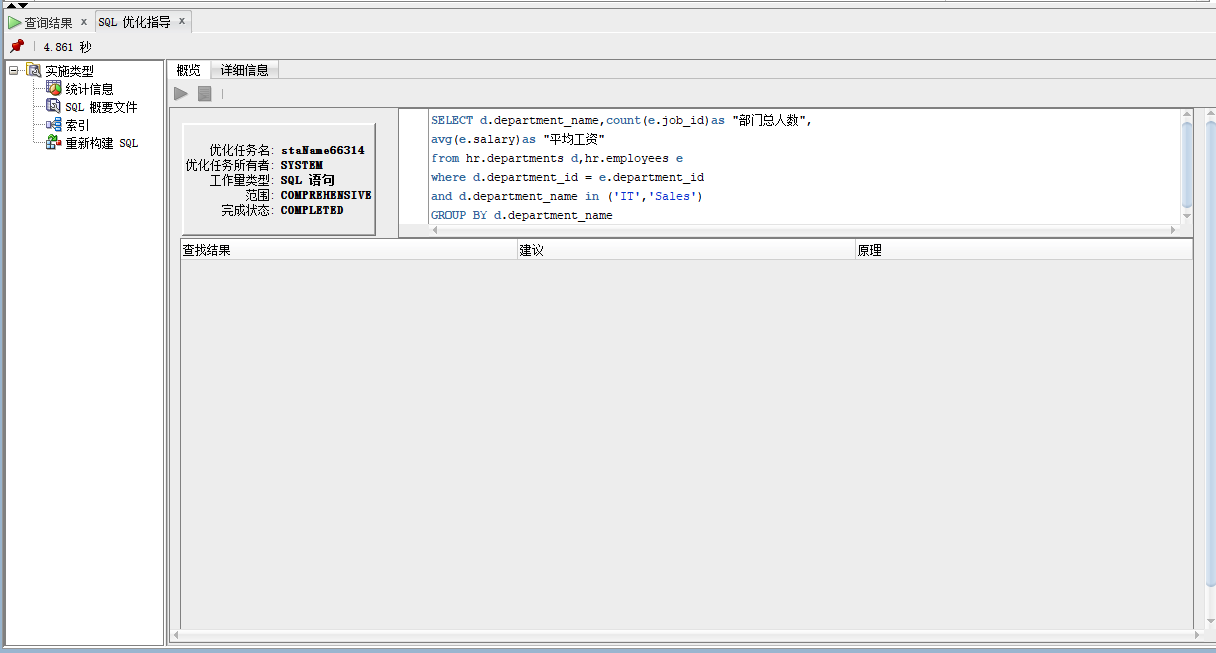 查询结果 x SQL 优化指导 x
4.861 秒
实施类型
统计信息
SQL 概要文件
索引
重新构建 SQL
概览 详细信息
优化任务名: staName66314
优化任务所有者: SYSTEM
工作量类型: SQL 语句
范围: COMPREHENSIVE
完成状态: COMPLETED
SELECT d.department_name,count(e.job_id)as "部门总人数",
avg(e.salary)as "平均工资"
from hr.departments d,hr.employees e
where d.department_id = e.department_id
and d.department_name in ('IT','Sales')
GROUP BY d.department_name
查找结果 建议 原理